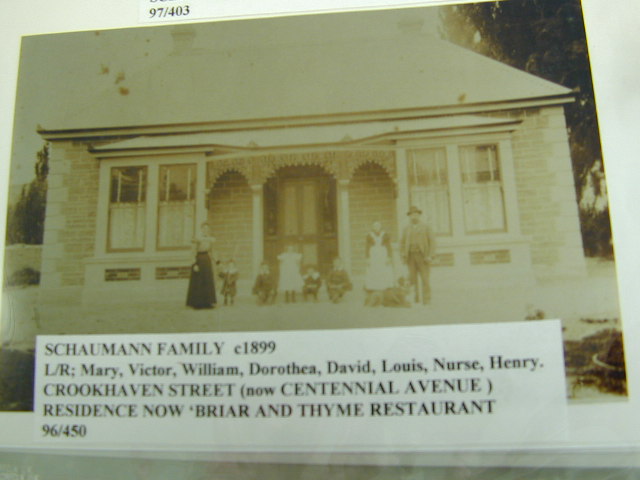 97/403
SCHAUMANN FAMILY c1899
L/R; Mary, Victor, William, Dorothea, David, Louis, Nurse, Henry.
CROOKHAVEN STREET (now CENTENNIAL AVENUE )
RESIDENCE NOW 'BRIAR AND THYME RESTAURANT
96/450